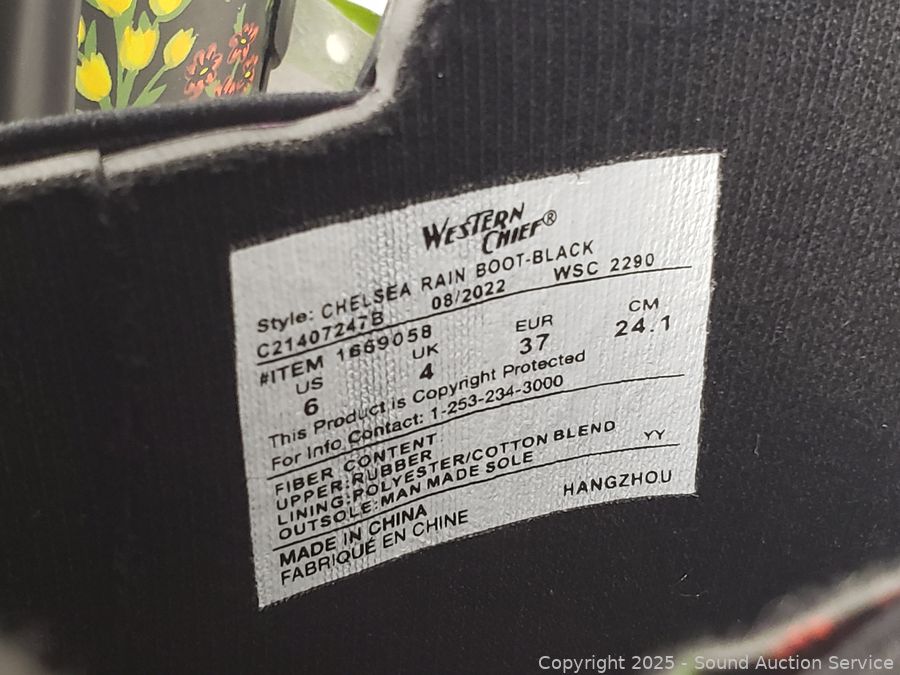 WESTERN
CHIEF®
Style: CHELSEA RAIN BOOT-BLACK
C21407247B 08/2022 WSC 2290
#ITEM 1669058
US UK EUR CM
6 4 37 24.1
This Product is Copyright Protected
For Info Contact: 1-253-234-3000
FIBER CONTENT
UPPER:RUBBER
LINING:POLYESTER/COTTON BLEND
OUTSOLE:MAN MADE SOLE YY
MADE IN CHINA HANGZHOU
FABRIQUÉ EN CHINE
Copyright © 2025 - Sound Auction Service